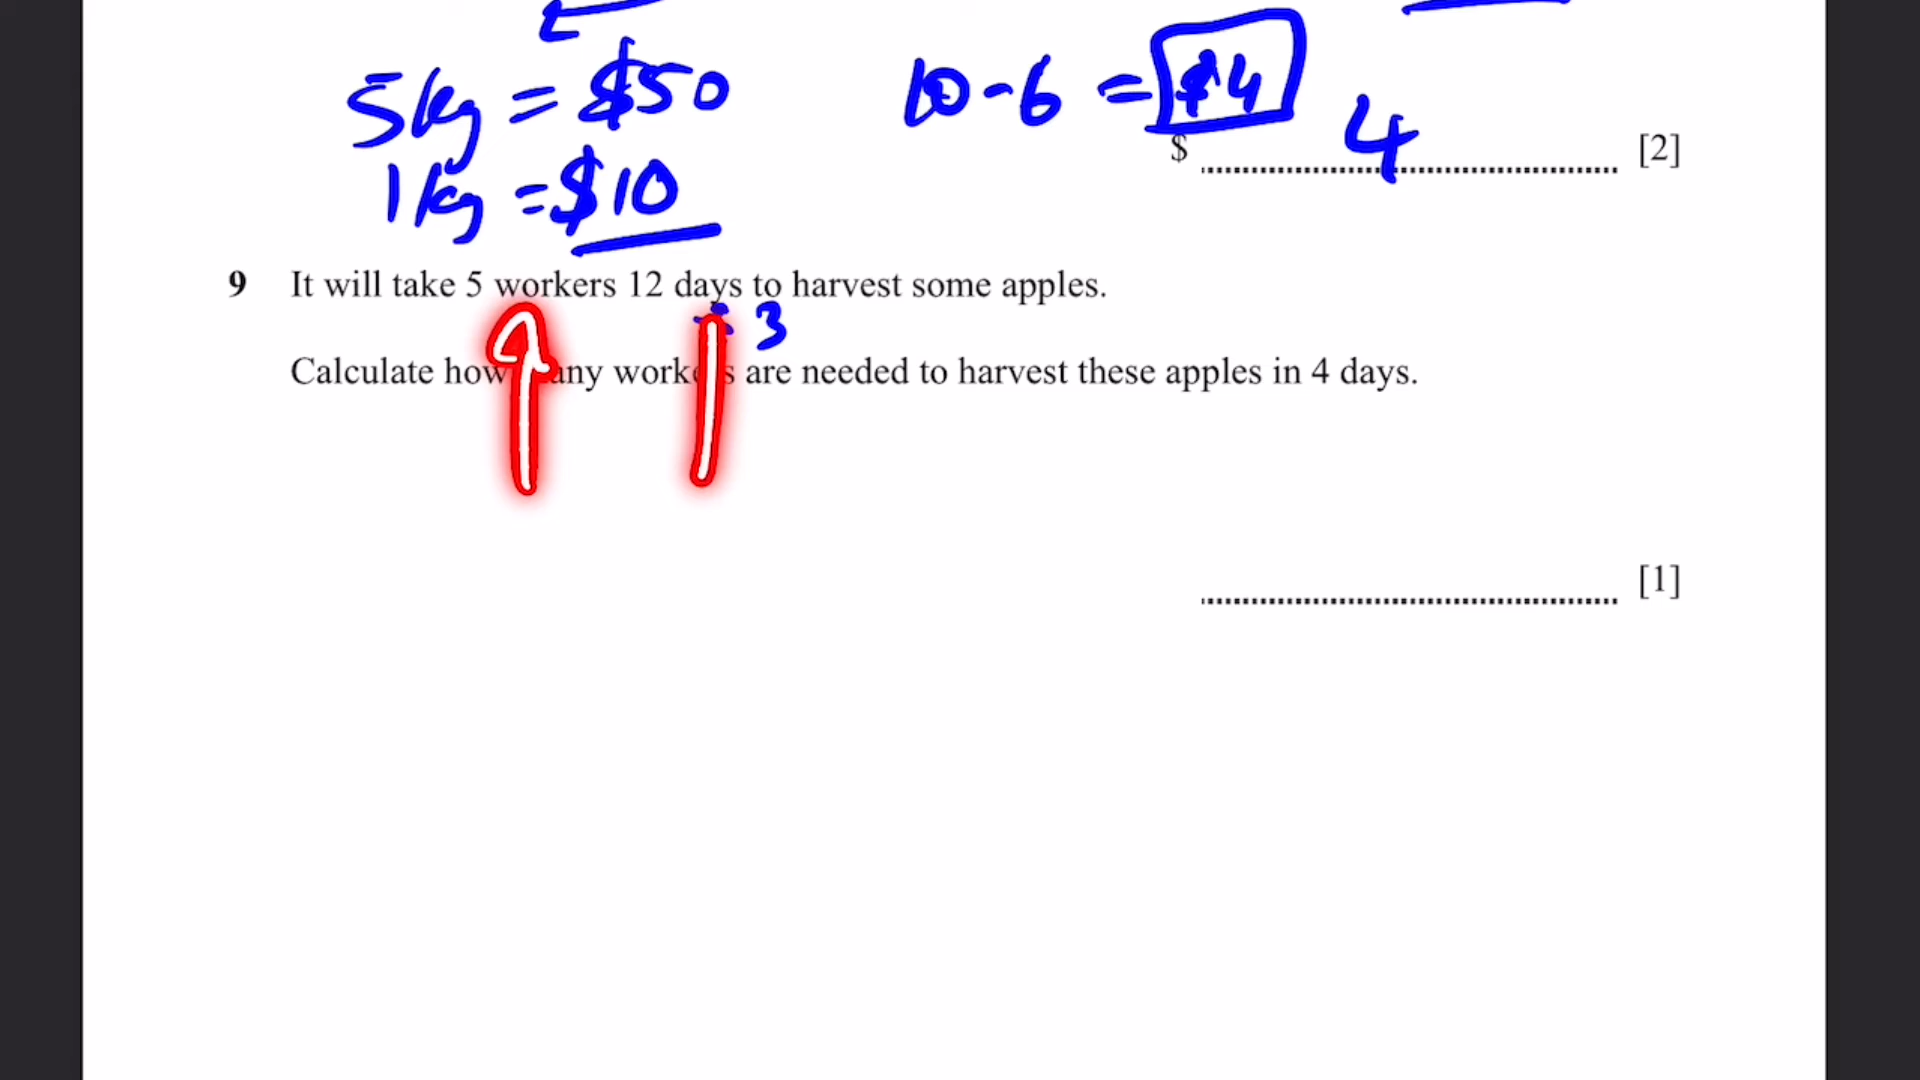 5kg = $50
10-6 = $4
1kg = $10
$ 4 [2]
9 It will take 5 workers 12 days to harvest some apples.
÷ 3
Calculate how many workers are needed to harvest these apples in 4 days.
[1]